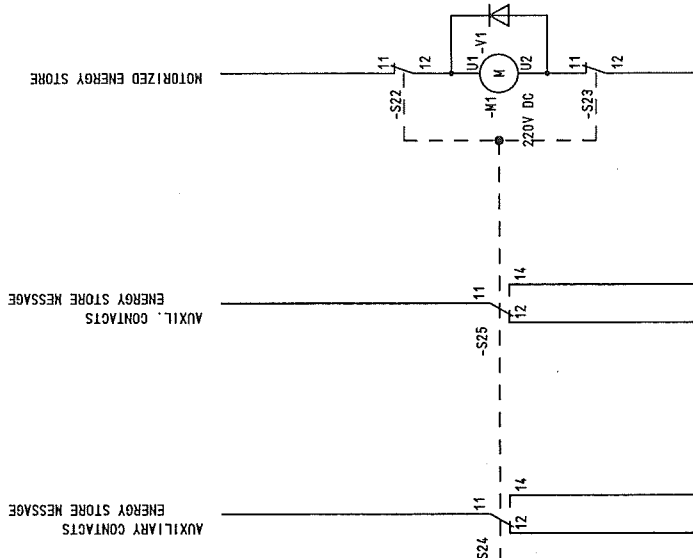 MOTORIZED ENERGY STORE
11
12
-S22
U1
-V1
M
U2
-M1
220V DC
11
12
-S23
AUXIL. CONTACTS
ENERGY STORE MESSAGE
11
14
12
-S25
AUXILIARY CONTACTS
ENERGY STORE MESSAGE
11
14
12
S24